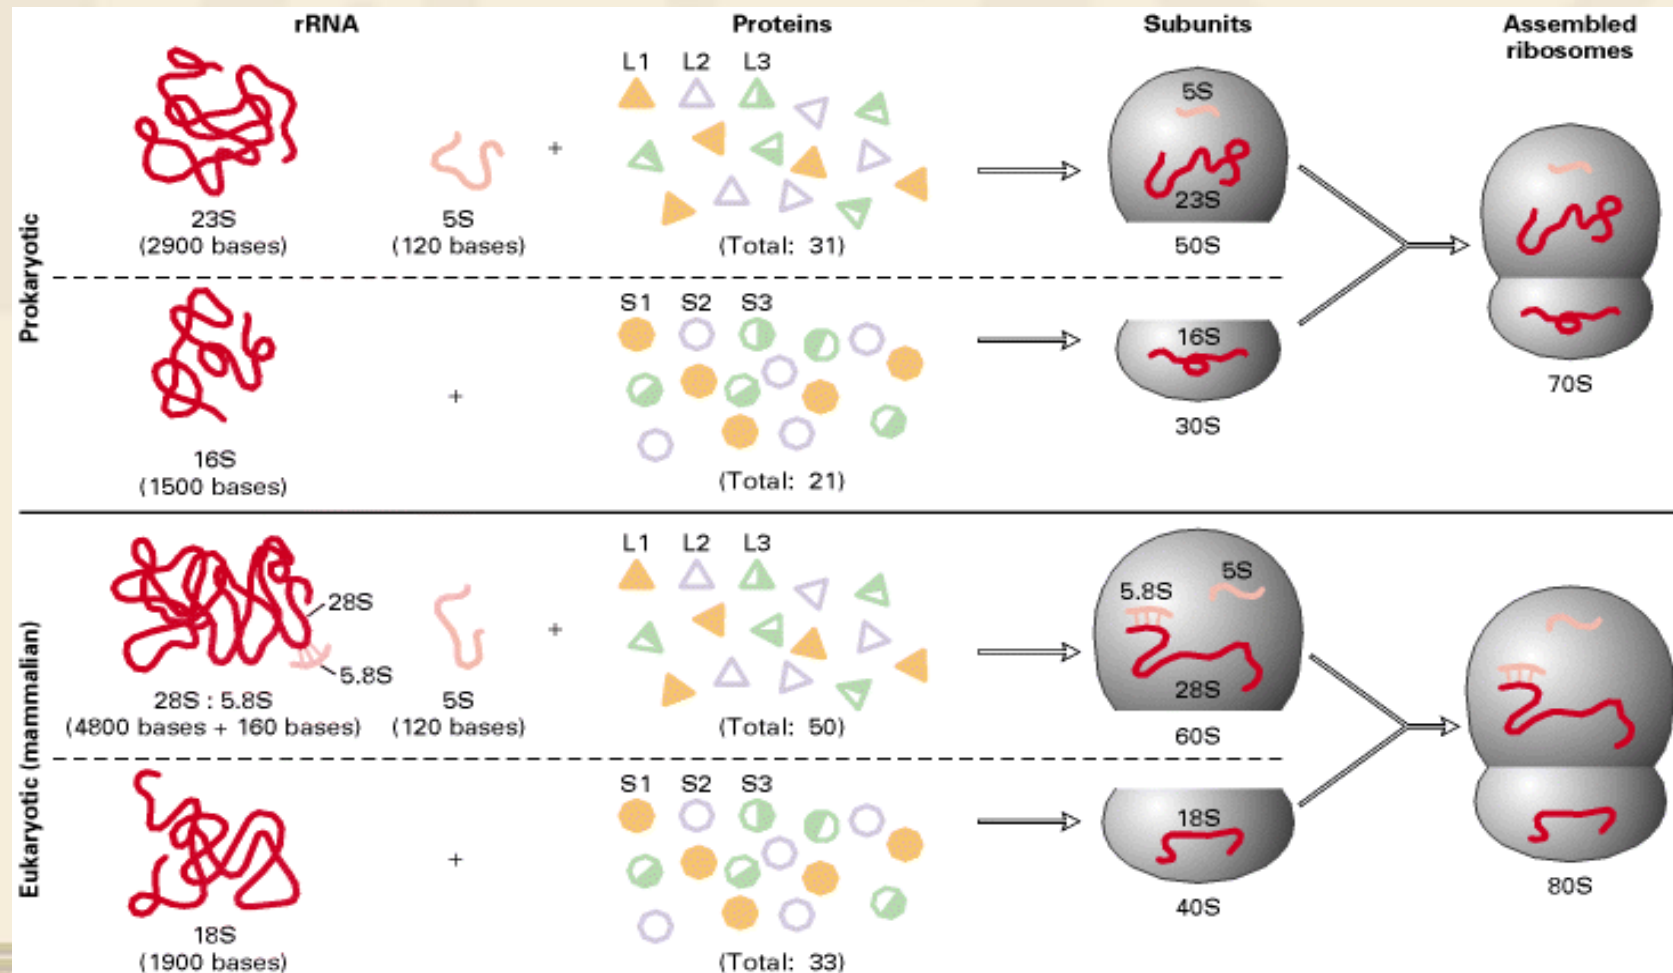 rRNA
Proteins
Subunits
Assembled
ribosomes
Prokaryotic
23S
(2900 bases)
5S
(120 bases)
+
L1 L2 L3
(Total: 31)
5S
23S
50S
16S
(1500 bases)
+
S1 S2 S3
(Total: 21)
16S
30S
70S
Eukaryotic (mammalian)
28S
5.8S
28S : 5.8S
(4800 bases + 160 bases)
5S
(120 bases)
+
L1 L2 L3
(Total: 50)
5.8S
5S
28S
60S
18S
(1900 bases)
+
S1 S2 S3
(Total: 33)
18S
40S
80S